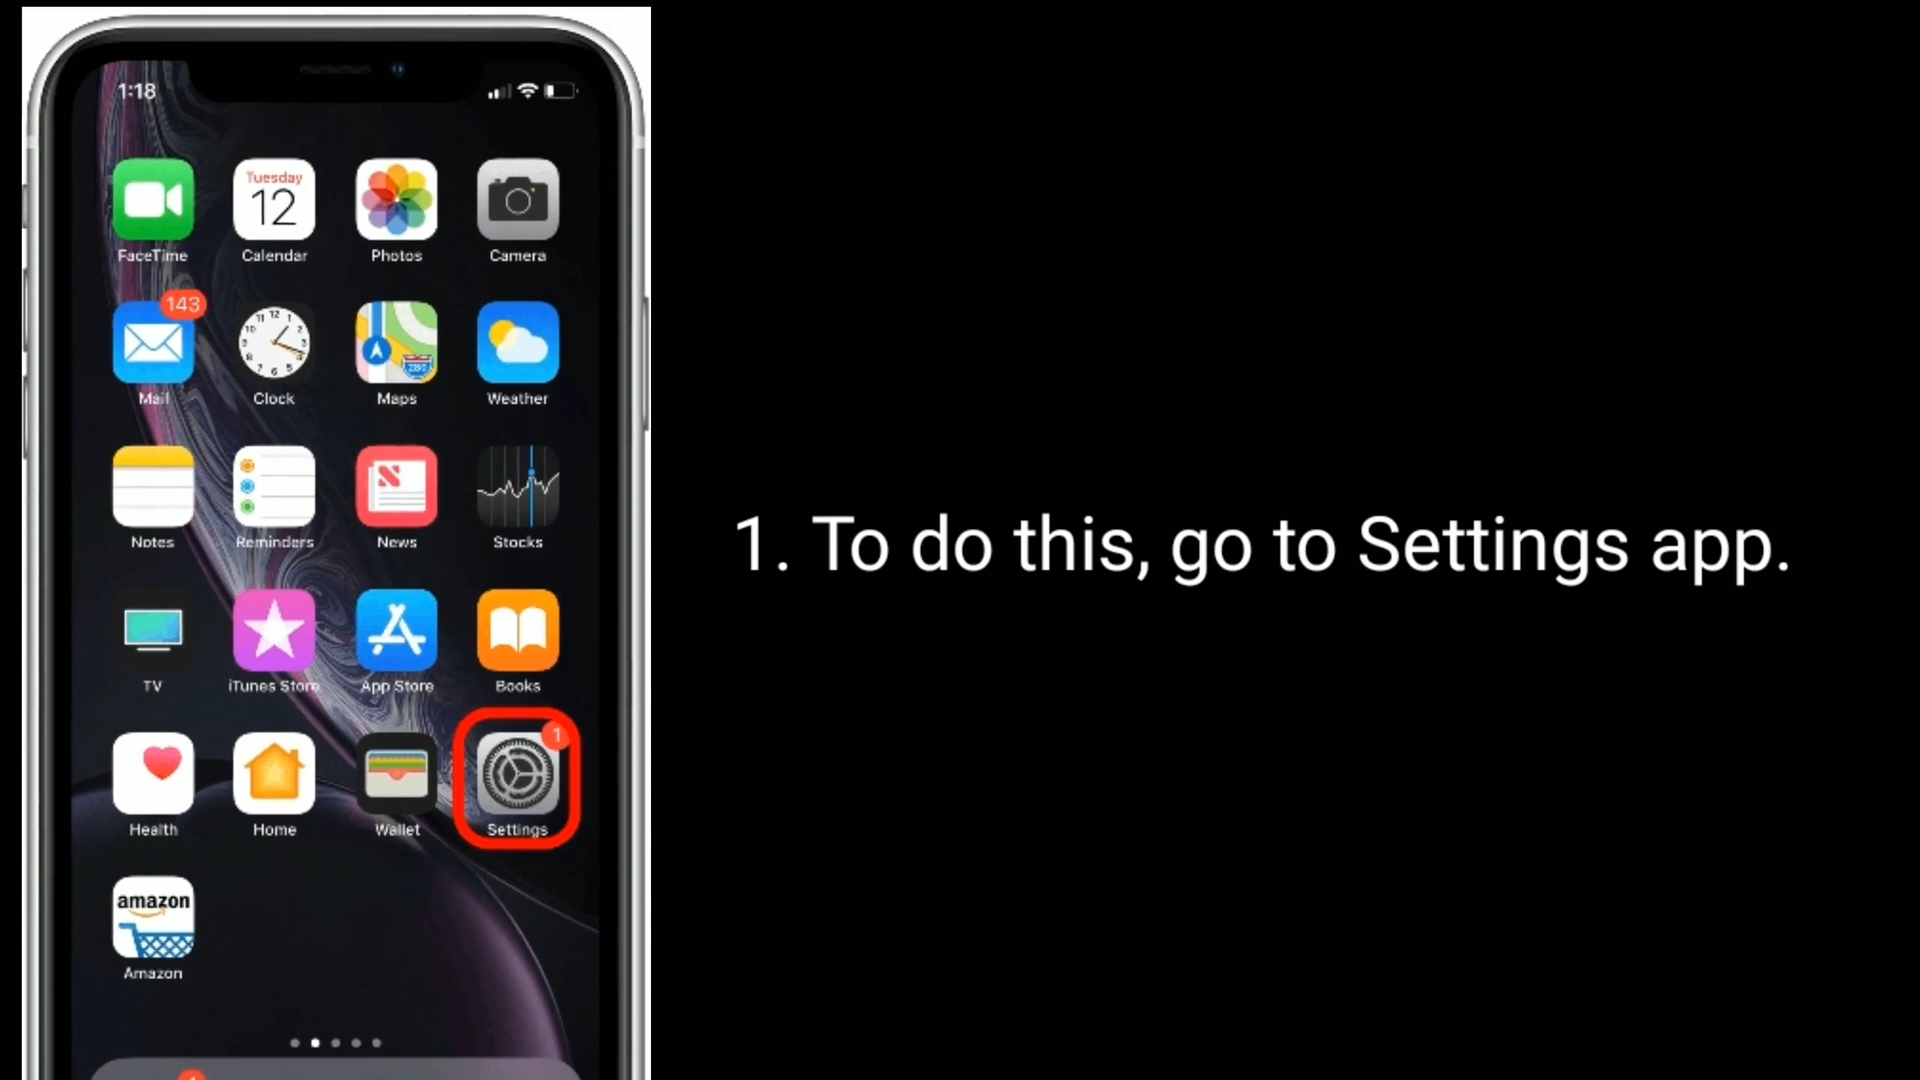 1:18
Tuesday
12
FaceTime
Calendar
Photos
Camera
143
Mail
Clock
Maps
Weather
Notes
Reminders
News
Stocks
TV
iTunes Store
App Store
Books
1
Health
Home
Wallet
Settings
amazon
Amazon
1. To do this, go to Settings app.